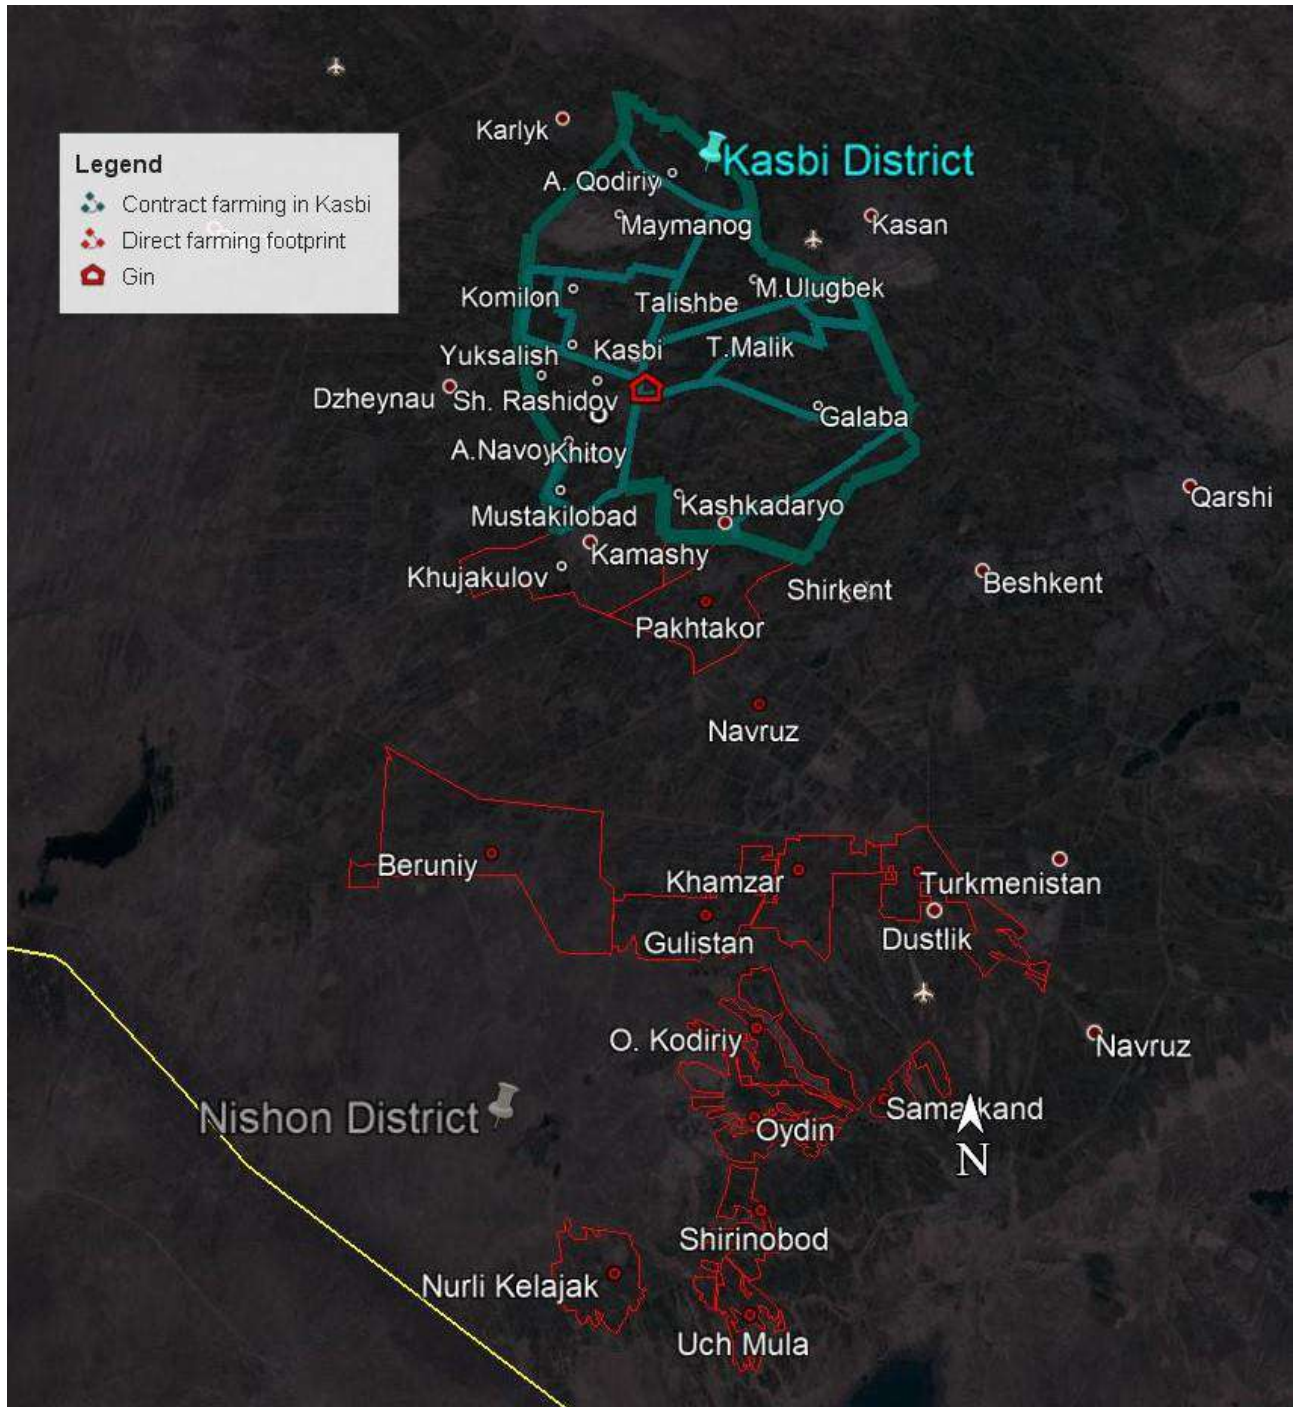 Karlyk
Kasbi District
Legend
Contract farming in Kasbi
Direct farming footprint
Gin
A. Qodiriy
Maymanog
Kasan
Komilon
Talishbe
M.Ulugbek
Yuksalish
Kasbi
T.Malik
Dzheynau
Sh. Rashidov
Galaba
A.Navoy
Khitoy
Qarshi
Mustakilobad
Kashkadaryo
Kamashy
Khujakulov
Shirkent
Beshkent
Pakhtakor
Navruz
Beruniy
Khamzar
Turkmenistan
Gulistan
Dustlik
O. Kodiriy
Navruz
Nishon District
Samarkand
Oydin
N
Shirinobod
Nurli Kelajak
Uch Mula